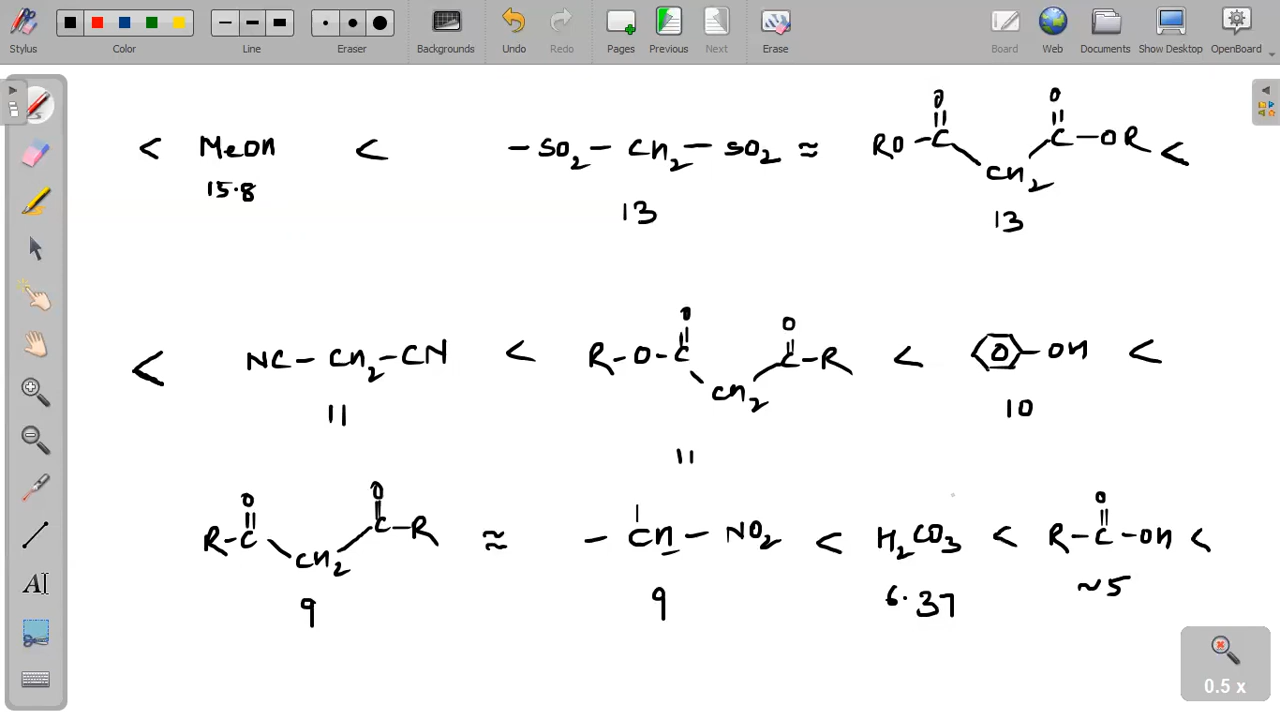 Stylus Color Line Eraser Backgrounds Undo Redo Pages Previous Next Erase Board Web Documents Show Desktop OpenBoard
O O
|| ||
< MeOH < -SO2-CH2-SO2 ≈ RO-C C-OR <
CH2
15.8 13 13
O O
|| ||
< NC-CH2-CN < R-O-C C-R < OH <
CH2
11 11 10
O O O
|| || ||
R-C C-R ≈ -CH-NO2 < H2CO3 < R-C-OH <
CH2
9 9 6.37 ~5
0.5 x